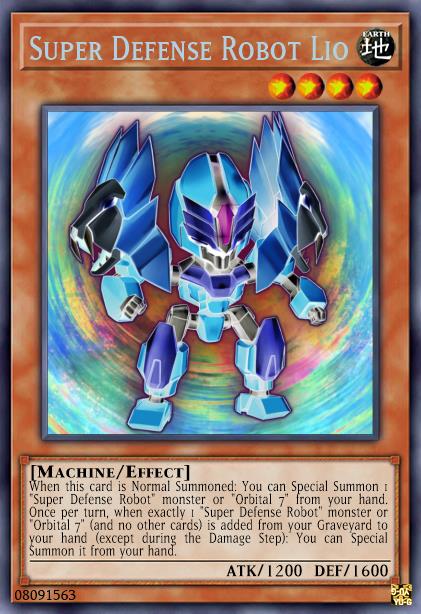 SUPER DEFENSE ROBOT LIO
EARTH
地
[MACHINE/EFFECT]
When this card is Normal Summoned: You can Special Summon 1
"Super Defense Robot" monster or "Orbital 7" from your hand.
Once per turn, when exactly 1 "Super Defense Robot" monster or
"Orbital 7" (and no other cards) is added from your Graveyard to
your hand (except during the Damage Step): You can Special
Summon it from your hand.
ATK/1200 DEF/1600
08091563